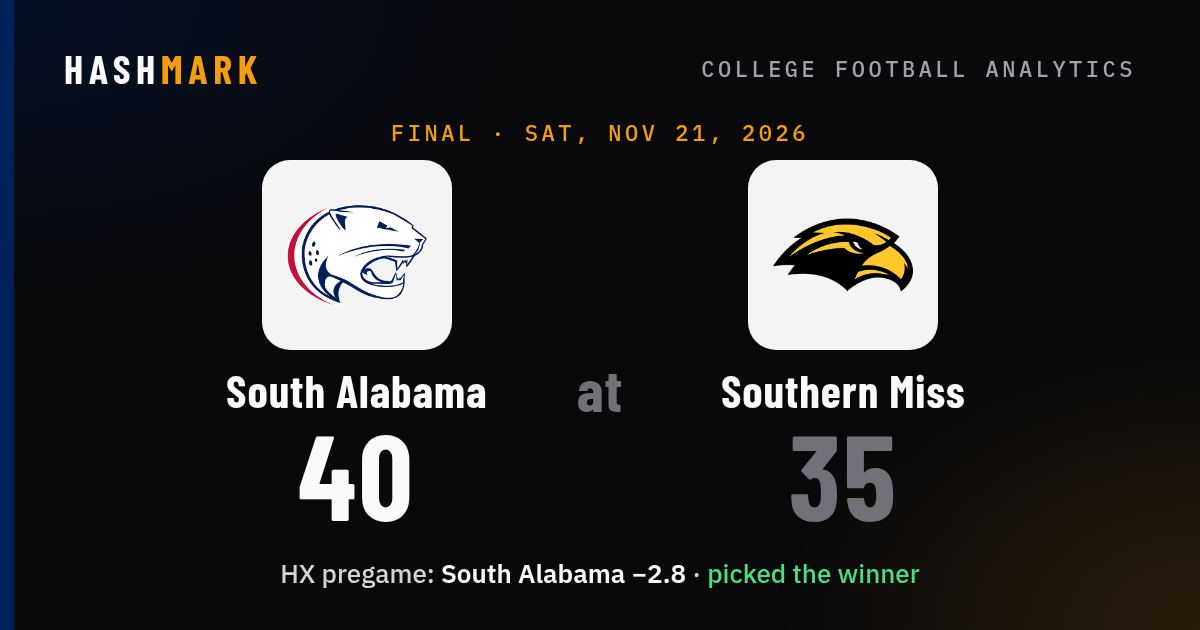 HASHMARK
COLLEGE FOOTBALL ANALYTICS
FINAL · SAT, NOV 21, 2026
South Alabama at Southern Miss
40 35
HX pregame: South Alabama −2.8 · picked the winner